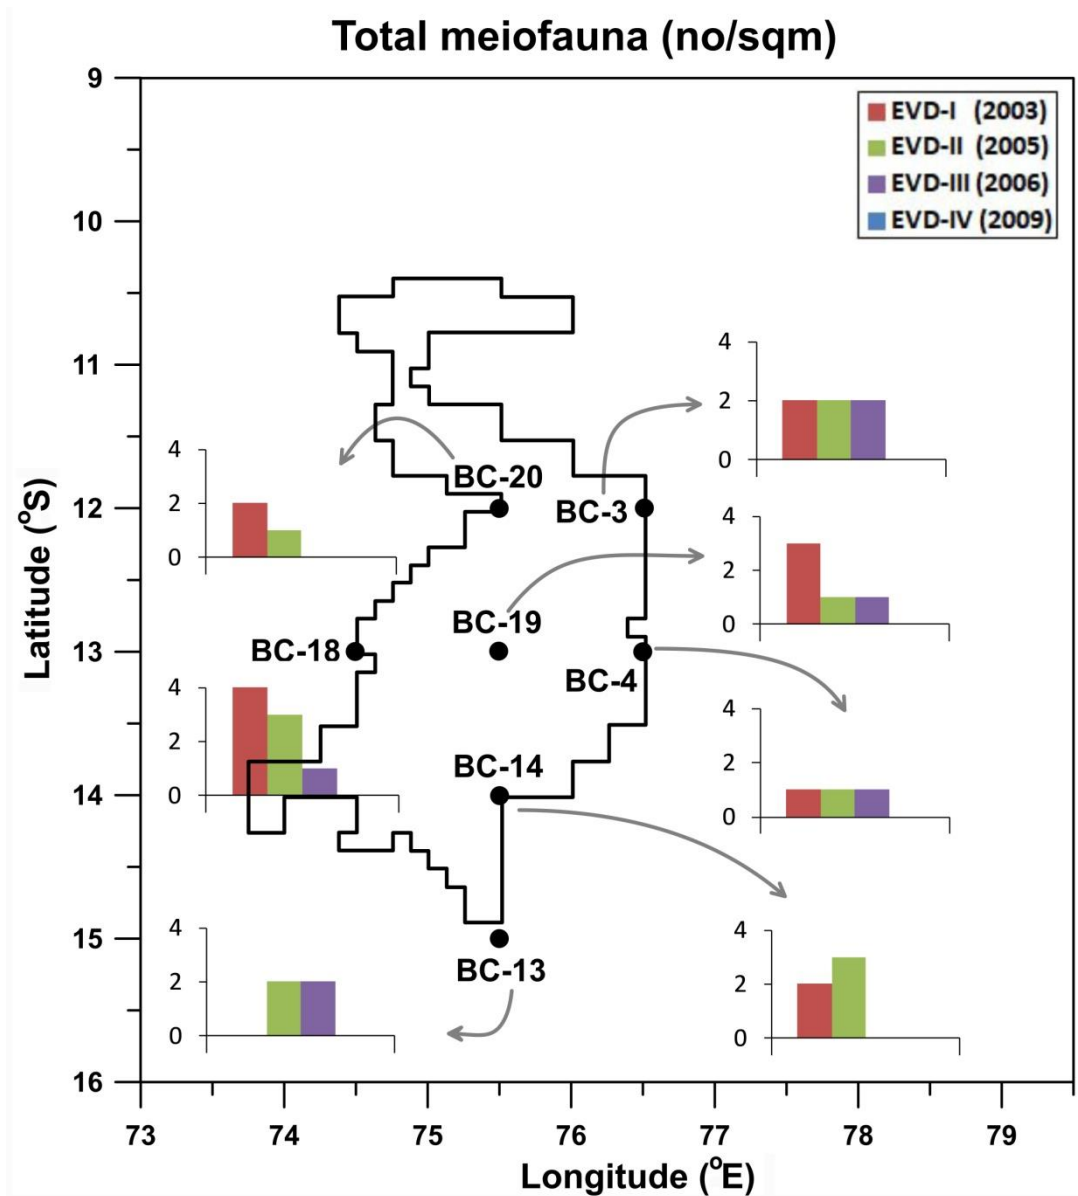 Total meiofauna (no/sqm)
EVD-I (2003)
EVD-II (2005)
EVD-III (2006)
EVD-IV (2009)
Latitude (°S)
9
10
11
12
13
14
15
16
BC-20
4
2
0
BC-3
4
2
0
BC-19
4
2
0
BC-18
4
2
0
BC-4
4
2
0
BC-14
4
2
0
BC-13
4
2
0
73 74 75 76 77 78 79
Longitude (°E)